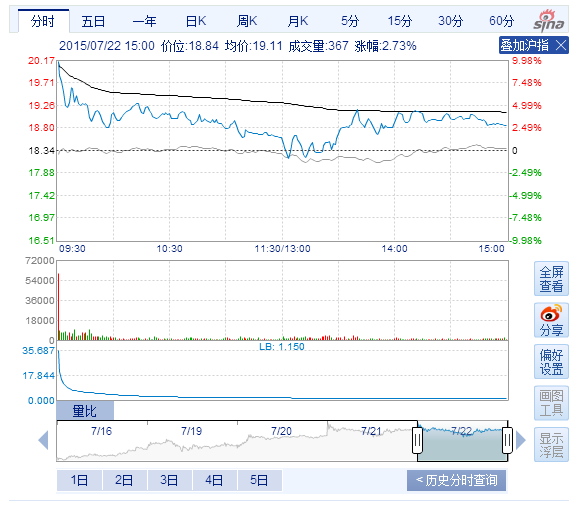 分时 五日 一年 日K 周K 月K 5分 15分 30分 60分
sina
2015/07/22 15:00 价位:18.84 均价:19.11 成交量:367 涨幅:2.73% 叠加沪指
20.17 9.98%
19.71 7.48%
19.26 4.99%
18.80 2.49%
18.34 0
17.88 -2.49%
17.42 -4.99%
16.97 -7.48%
16.51 -9.98%
09:30 10:30 11:30/13:00 14:00 15:00
72000
54000
36000
18000
0
LB: 1.150
35.687
17.844
0.000
量比
7/16 7/19 7/20 7/21 7/22
1日 2日 3日 4日 5日 < 历史分时查询
全屏
查看
分享
偏好
设置
画图
工具
显示
浮层